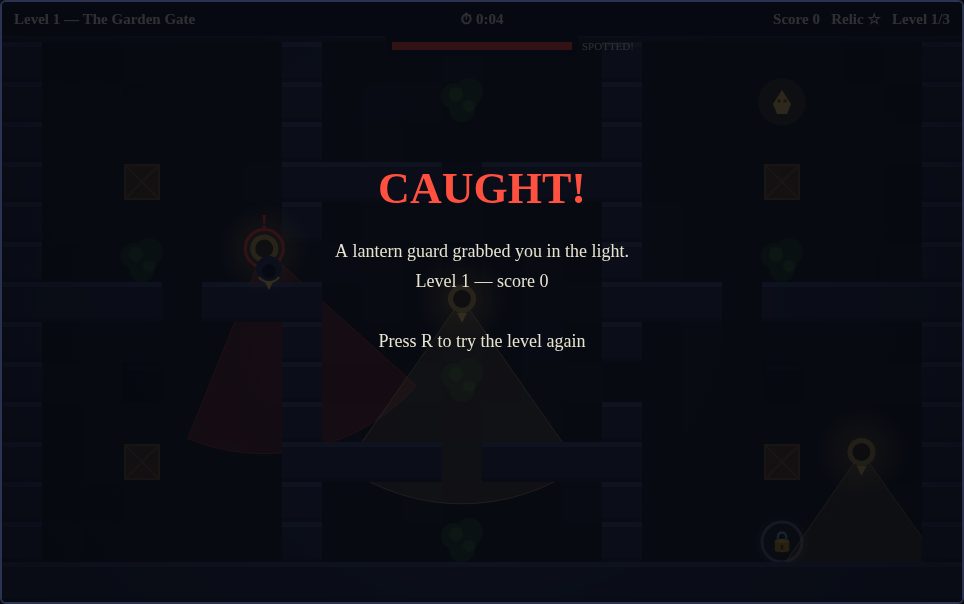 Level 1 — The Garden Gate
⏱ 0:04
Score 0 Relic ☆ Level 1/3
SPOTTED!
!
CAUGHT!
A lantern guard grabbed you in the light.
Level 1 — score 0
Press R to try the level again